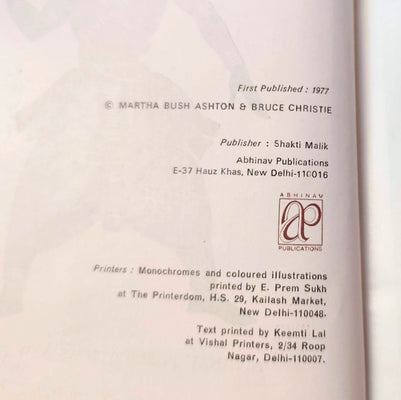 First Published : 1977
© MARTHA BUSH ASHTON & BRUCE CHRISTIE
Publisher : Shakti Malik
Abhinav Publications
E-37 Hauz Khas, New Delhi-110016
ABHINAV
AP
PUBLICATIONS
Printers : Monochromes and coloured illustrations
printed by E. Prem Sukh
at The Printerdom, H.S. 29, Kailash Market,
New Delhi-110048.
Text printed by Keemti Lal
at Vishal Printers, 2/34 Roop
Nagar, Delhi-110007.